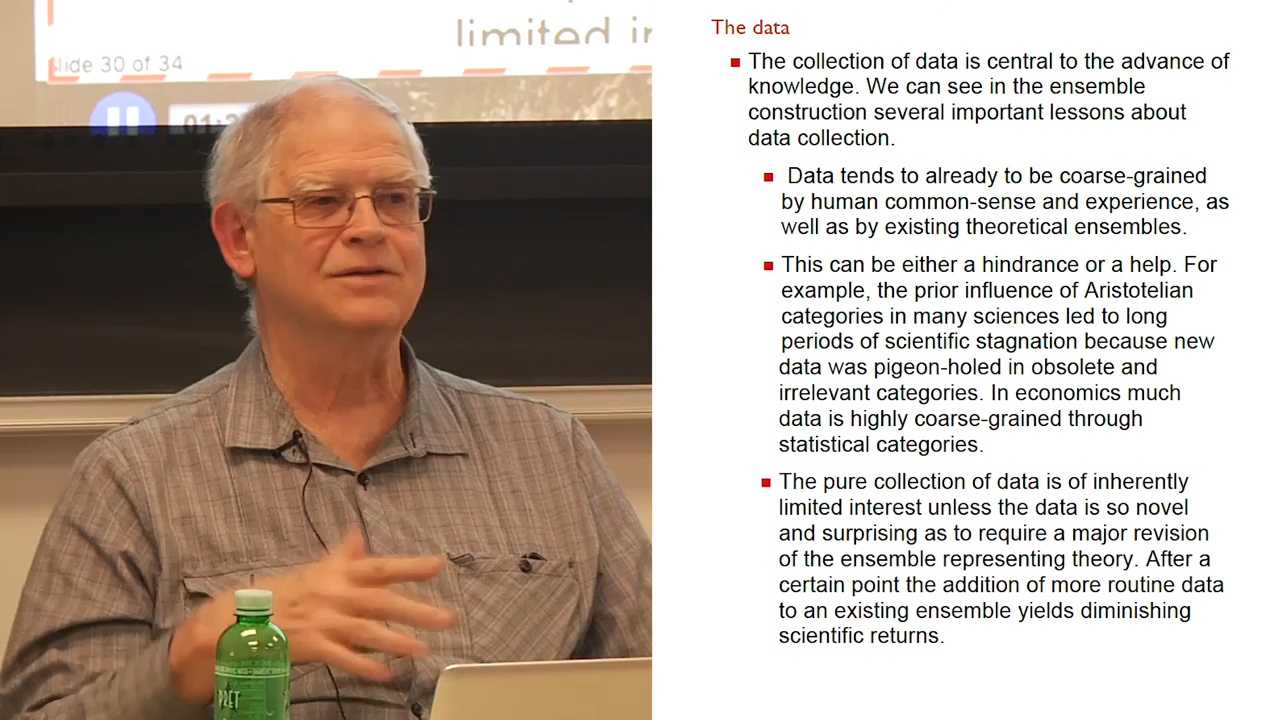 limited in
lide 30 of 34
PRET
The data
The collection of data is central to the advance of
knowledge. We can see in the ensemble
construction several important lessons about
data collection.
Data tends to already to be coarse-grained
by human common-sense and experience, as
well as by existing theoretical ensembles.
This can be either a hindrance or a help. For
example, the prior influence of Aristotelian
categories in many sciences led to long
periods of scientific stagnation because new
data was pigeon-holed in obsolete and
irrelevant categories. In economics much
data is highly coarse-grained through
statistical categories.
The pure collection of data is of inherently
limited interest unless the data is so novel
and surprising as to require a major revision
of the ensemble representing theory. After a
certain point the addition of more routine data
to an existing ensemble yields diminishing
scientific returns.